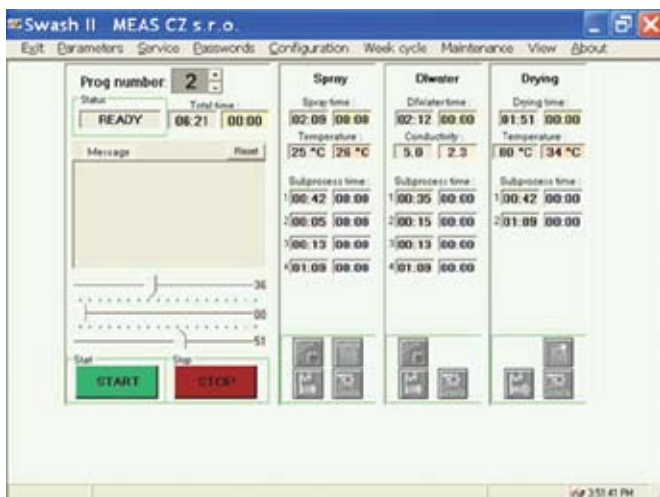 Swash II MEAS CZ s.r.o.
Exit Parameters Service Passwords Configuration Week cycle Maintenance View About
Prog number: 2
Status
Total time:
READY 06:21 00:00
Message Reset
36
00
51
Start Stop
START STOP
Spray
Spray time:
02:09 00:00
Temperature:
25 °C 26 °C
Subprocess time:
1 00:42 00:00
2 00:05 00:00
3 00:13 00:00
4 01:09 00:00
DIwater
DIwater time:
02:12 00:00
Conductivity:
5.0 2.3
Subprocess time:
1 00:35 00:00
2 00:15 00:00
3 00:13 00:00
4 01:09 00:00
Drying
Drying time:
01:51 00:00
Temperature:
80 °C 34 °C
Subprocess time:
1 00:42 00:00
2 01:09 00:00
3:51:41 PM